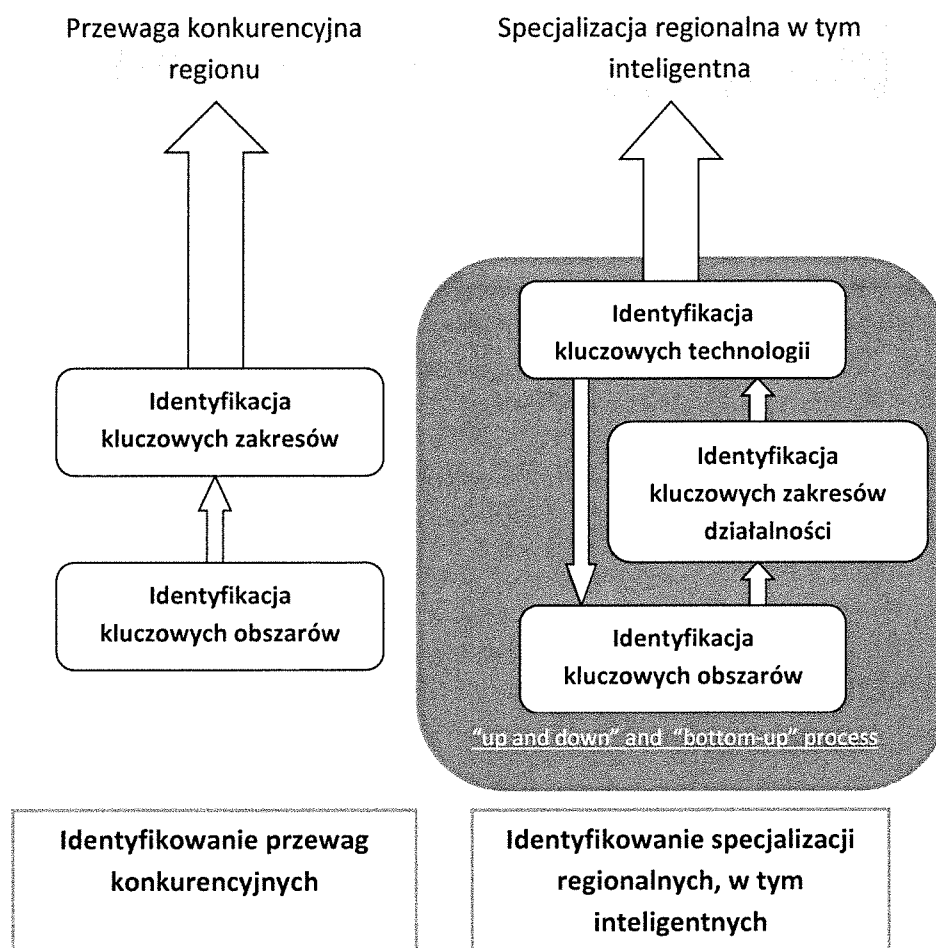 Przewaga konkurencyjna
regionu
Identyfikacja
kluczowych zakresów
Identyfikacja
kluczowych obszarów
Identyfikowanie przewag
konkurencyjnych
Specjalizacja regionalna w tym
inteligentna
Identyfikacja
kluczowych technologii
Identyfikacja
kluczowych zakresów
działalności
Identyfikacja
kluczowych obszarów
"up and down" and "bottom-up" process
Identyfikowanie specjalizacji
regionalnych, w tym
inteligentnych